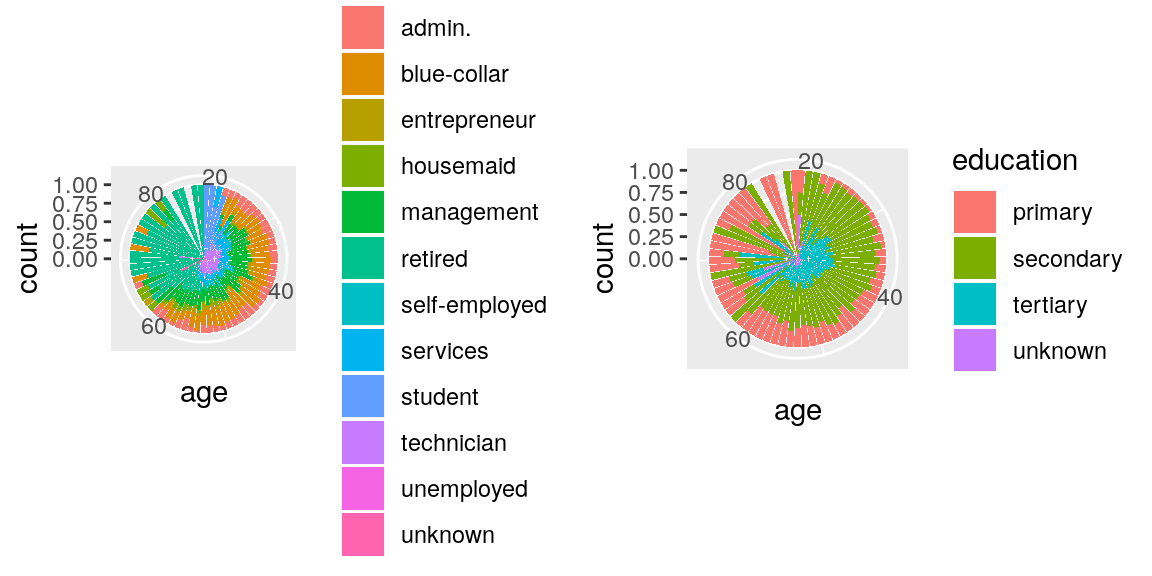 count
1.00
0.75
0.50
0.25
0.00
20
40
60
80
age
admin.
blue-collar
entrepreneur
housemaid
management
retired
self-employed
services
student
technician
unemployed
unknown
count
1.00
0.75
0.50
0.25
0.00
20
40
60
80
age
education
primary
secondary
tertiary
unknown